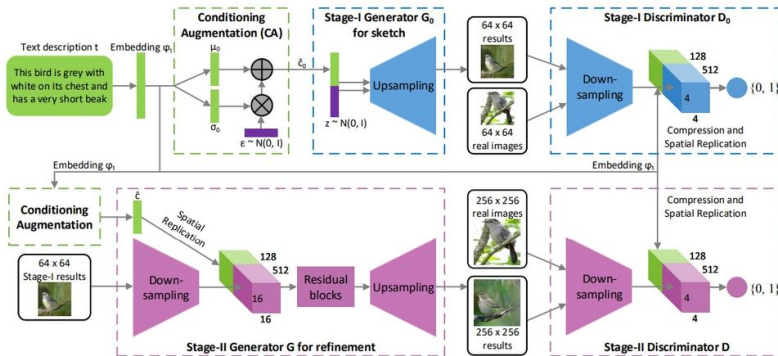 Conditioning
Augmentation (CA)
Stage-I Generator G₀
for sketch
64 x 64
results
Stage-I Discriminator D₀
Text description t
Embedding φₜ
This bird is grey with
white on its chest and
has a very short beak
μ₀
σ₀
ε ~ N(0, I)
ĉ₀
z ~ N(0, I)
Upsampling
64 x 64
real images
Down-
sampling
128
512
4
4
{0, 1}
Compression and
Spatial Replication
Embedding φₜ
Embedding φₜ
Conditioning
Augmentation
ĉ
Spatial
Replication
64 x 64
Stage-I results
Down-
sampling
128
512
16
16
Residual
blocks
Upsampling
Stage-II Generator G for refinement
256 x 256
real images
256 x 256
results
Compression and
Spatial Replication
Down-
sampling
128
512
4
4
{0, 1}
Stage-II Discriminator D